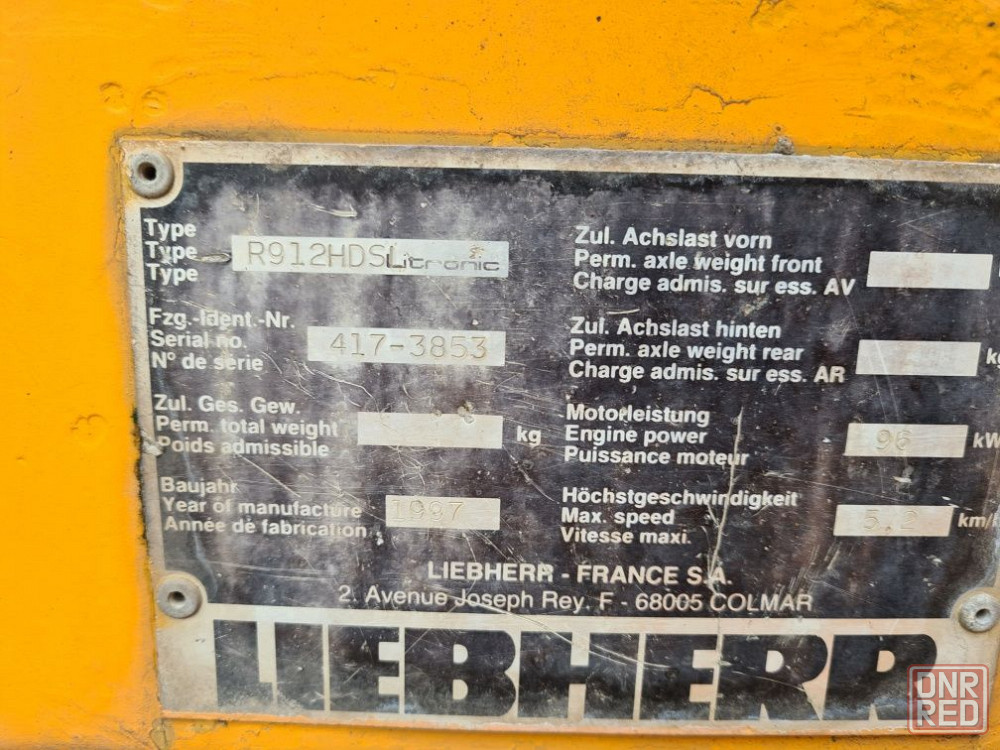 Type
Type
Type
R912HDSLitronic
Fzg.-Ident.-Nr.
Serial no.
N° de série
417-3853
Zul. Ges. Gew.
Perm. total weight
Poids admissible
kg
Baujahr
Year of manufacture
Année de fabrication
1997
Zul. Achslast vorn
Perm. axle weight front
Charge admis. sur ess. AV
Zul. Achslast hinten
Perm. axle weight rear
Charge admis. sur ess. AR
kg
Motorleistung
Engine power
Puissance moteur
96
kW
Höchstgeschwindigkeit
Max. speed
Vitesse maxi.
5,2
km/
LIEBHERR - FRANCE S.A.
2. Avenue Joseph Rey. F - 68005 COLMAR
LIEBHERR
DNR
RED